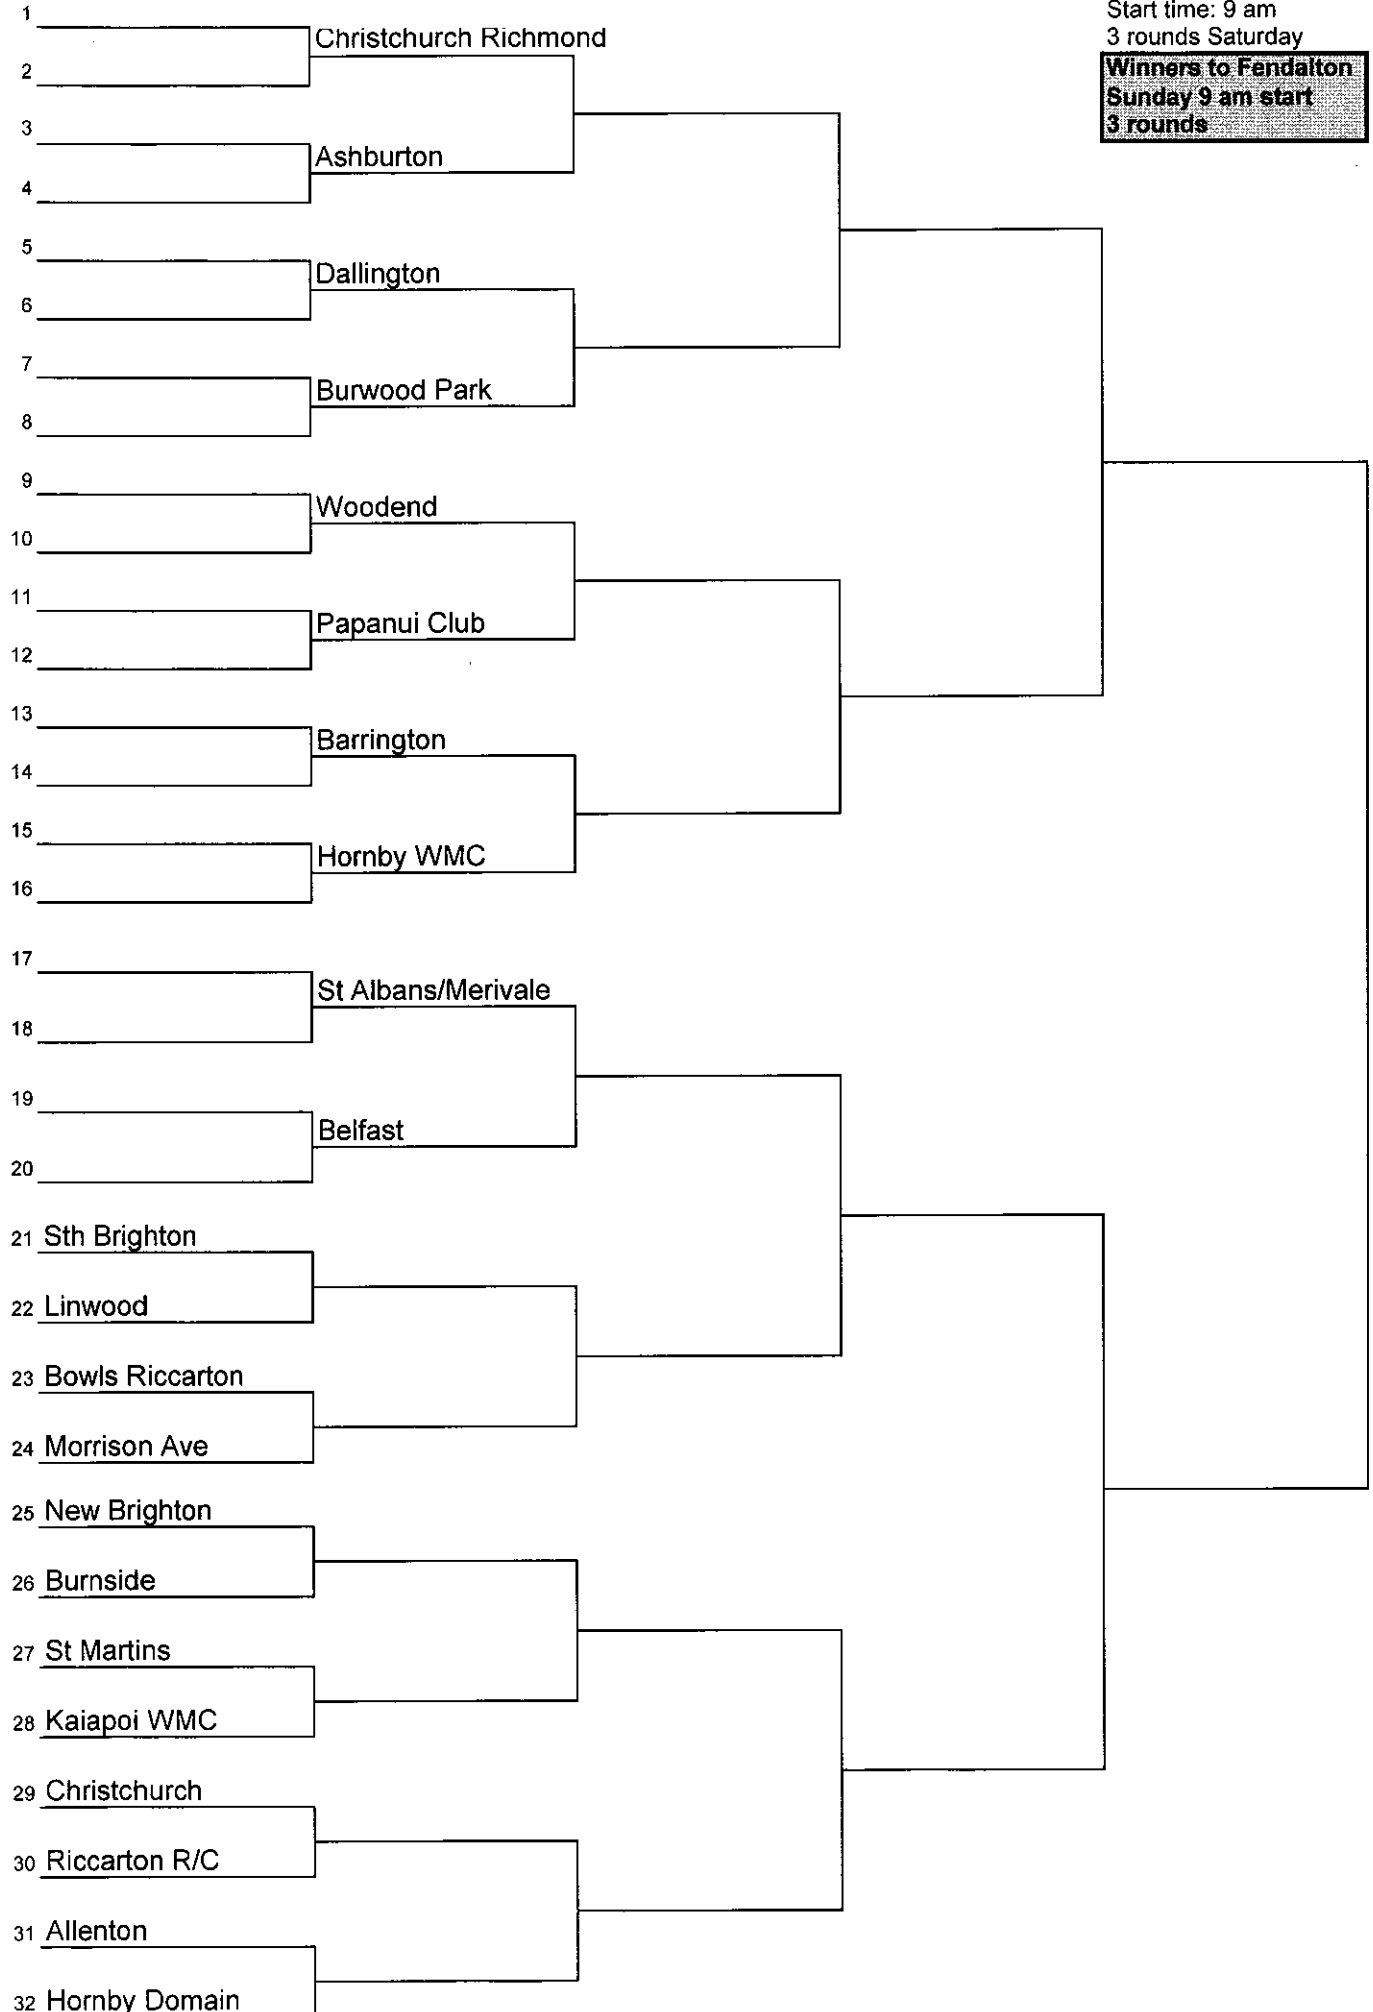 Start time: 9 am
3 rounds Saturday
Winners to Fendalton
Sunday 9 am start
3 rounds
1
Christchurch Richmond
2
3
Ashburton
4
5
Dallington
6
7
Burwood Park
8
9
Woodend
10
11
Papanui Club
12
13
Barrington
14
15
Hornby WMC
16
17
St Albans/Merivale
18
19
Belfast
20
21 Sth Brighton
22 Linwood
23 Bowls Riccarton
24 Morrison Ave
25 New Brighton
26 Burnside
27 St Martins
28 Kaiapoi WMC
29 Christchurch
30 Riccarton R/C
31 Allenton
32 Hornby Domain